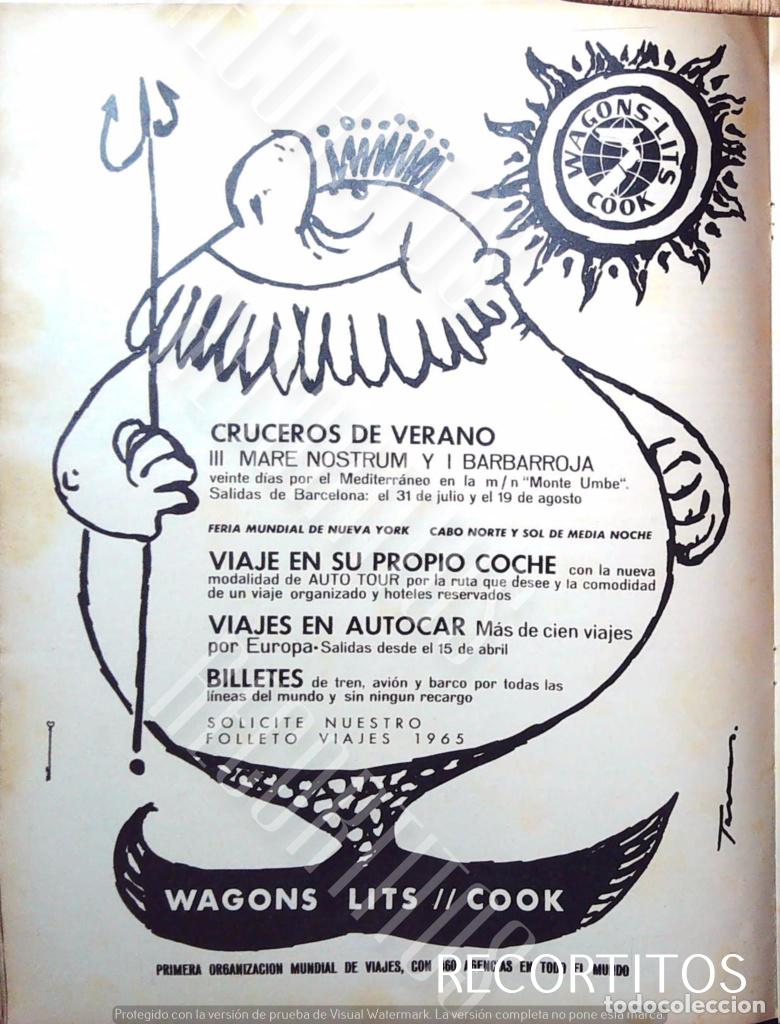 WAGONS-LITS
COOK
CRUCEROS DE VERANO
III MARE NOSTRUM Y I BARBARROJA
veinte días por el Mediterráneo en la m/n "Monte Umbe".
Salidas de Barcelona: el 31 de julio y el 19 de agosto
FERIA MUNDIAL DE NUEVA YORK CABO NORTE Y SOL DE MEDIA NOCHE
VIAJE EN SU PROPIO COCHE con la nueva
modalidad de AUTO TOUR por la ruta que desee y la comodidad
de un viaje organizado y hoteles reservados
VIAJES EN AUTOCAR Más de cien viajes
por Europa·Salidas desde el 15 de abril
BILLETES de tren, avión y barco por todas las
líneas del mundo y sin ningun recargo
SOLICITE NUESTRO
FOLLETO VIAJES 1965
WAGONS LITS // COOK
PRIMERA ORGANIZACION MUNDIAL DE VIAJES, CON 860 AGENCIAS EN TODO EL MUNDO
RECORTITOS
todocoleccion
Protegido con la versión de prueba de Visual Watermark. La versión completa no pone esta marca.